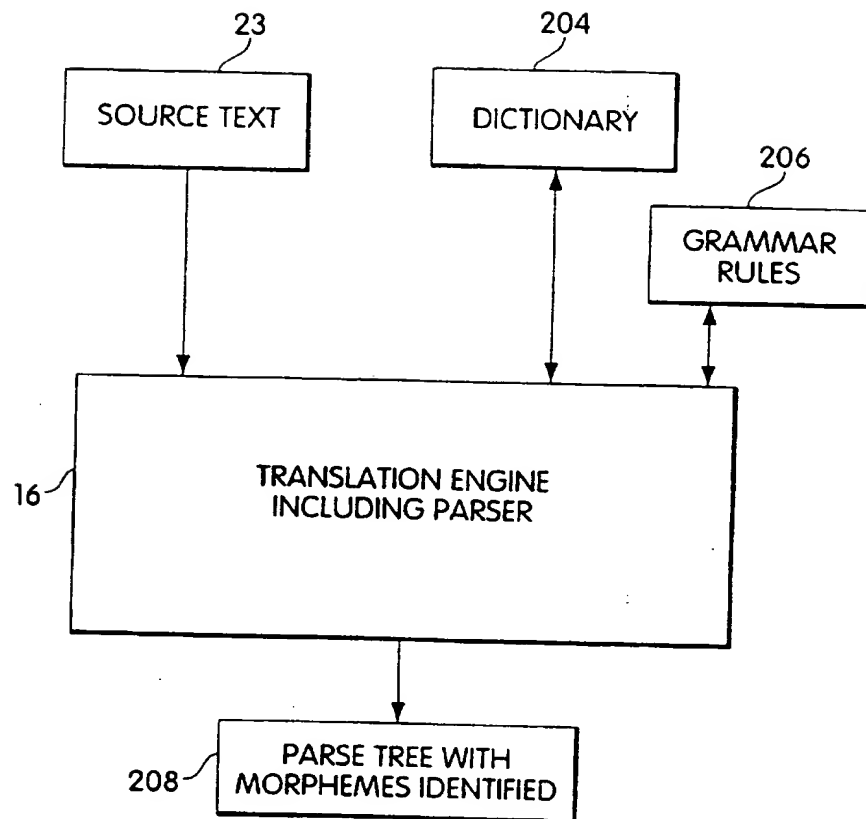 23
204
SOURCE TEXT
DICTIONARY
206
GRAMMAR
RULES
16
TRANSLATION ENGINE
INCLUDING PARSER
208
PARSE TREE WITH
MORPHEMES IDENTIFIED